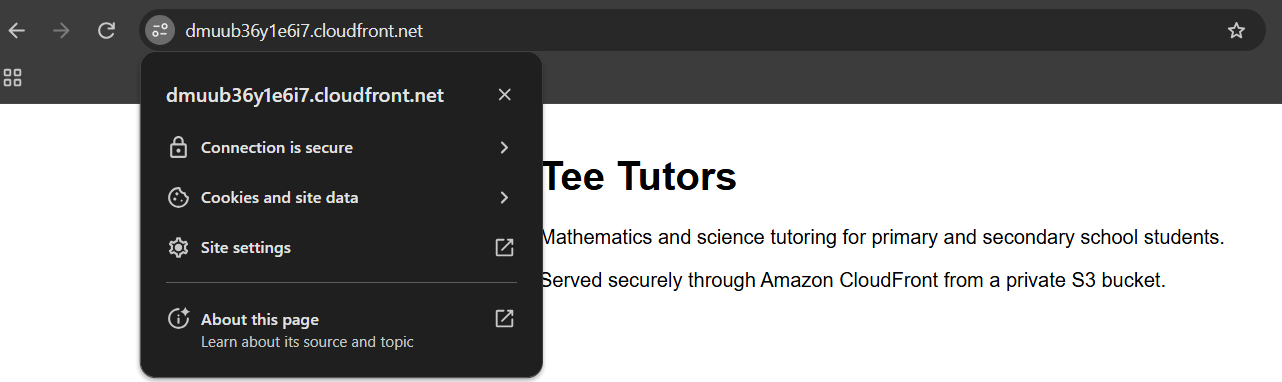 dmuub36y1e6i7.cloudfront.net
dmuub36y1e6i7.cloudfront.net
Connection is secure
Cookies and site data
Site settings
About this page
Learn about its source and topic
Tee Tutors
Mathematics and science tutoring for primary and secondary school students.
Served securely through Amazon CloudFront from a private S3 bucket.